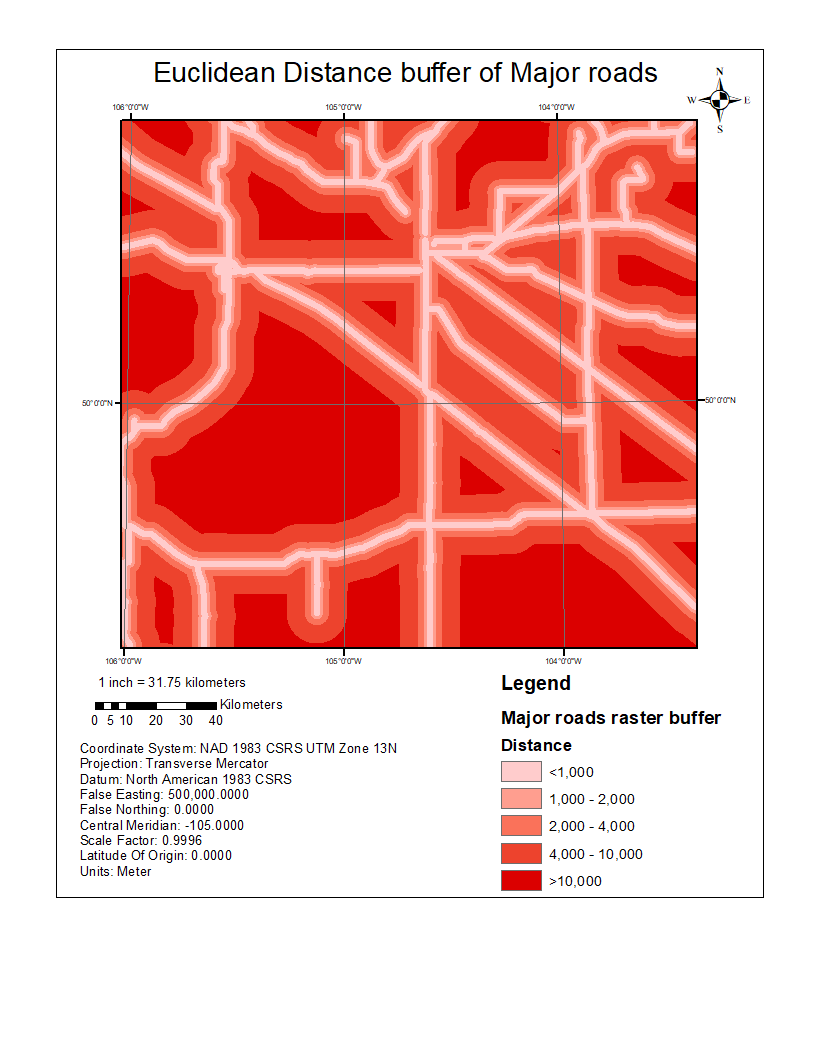 Euclidean Distance buffer of Major roads
N
W E
S
106°0'0"W 105°0'0"W 104°0'0"W
50°0'0"N 50°0'0"N
106°0'0"W 105°0'0"W 104°0'0"W
1 inch = 31.75 kilometers
Kilometers
0 5 10 20 30 40
Coordinate System: NAD 1983 CSRS UTM Zone 13N
Projection: Transverse Mercator
Datum: North American 1983 CSRS
False Easting: 500,000.0000
False Northing: 0.0000
Central Meridian: -105.0000
Scale Factor: 0.9996
Latitude Of Origin: 0.0000
Units: Meter
Legend
Major roads raster buffer
Distance
<1,000
1,000 - 2,000
2,000 - 4,000
4,000 - 10,000
>10,000